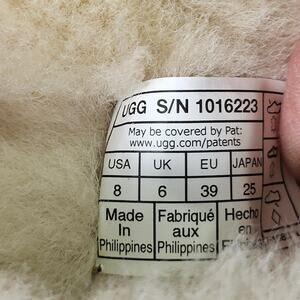 UGG S/N 1016223
May be covered by Pat:
www.ugg.com/patents
USA UK EU JAPAN
8 6 39 25
Made Fabriqué Hecho
In aux en
Philippines Philippines